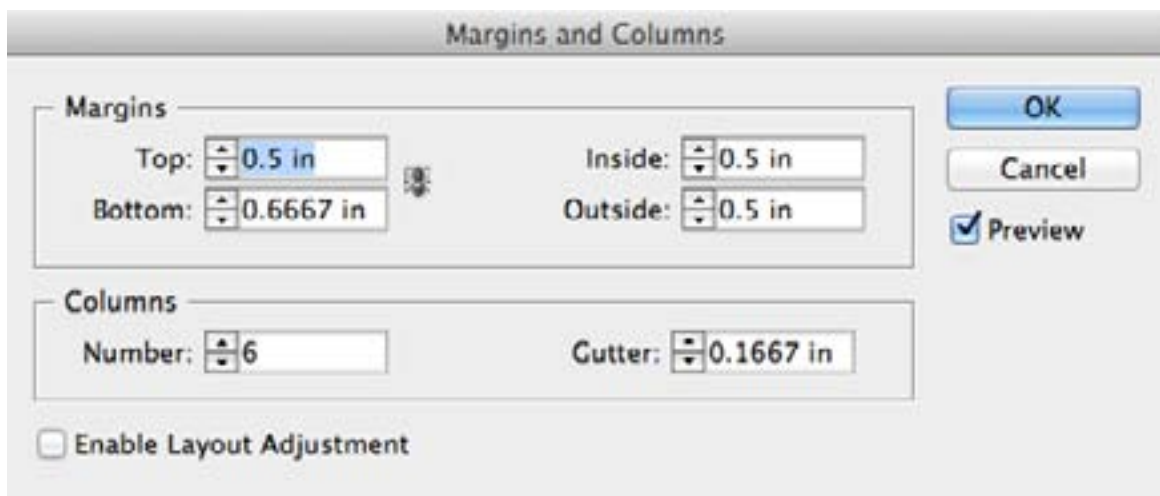 Margins and Columns
Margins
Top: 0.5 in
Inside: 0.5 in
Bottom: 0.6667 in
Outside: 0.5 in
OK
Cancel
Preview
Columns
Number: 6
Gutter: 0.1667 in
Enable Layout Adjustment